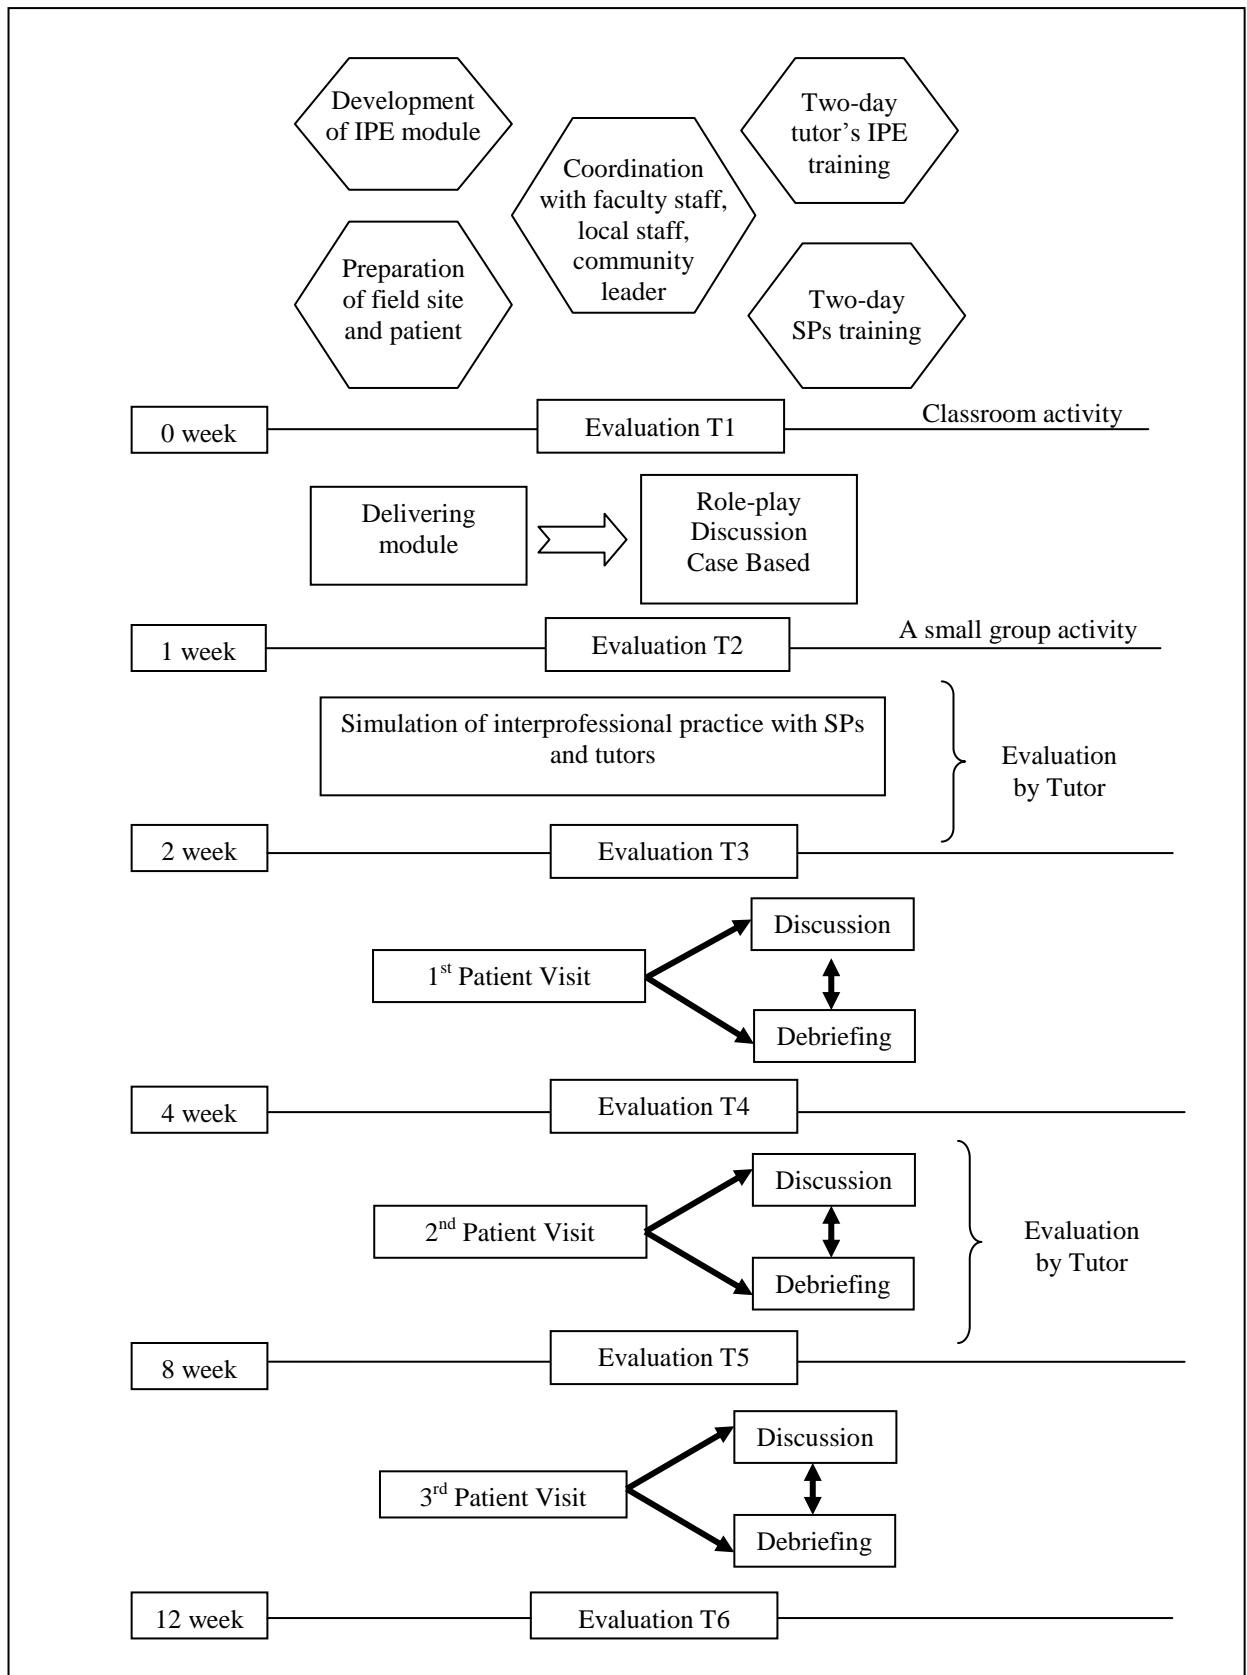 Development
of IPE module
Two-day
tutor's IPE
training
Coordination
with faculty staff,
local staff,
community
leader
Preparation
of field site
and patient
Two-day
SPs training
0 week
Evaluation T1
Classroom activity
Delivering
module
Role-play
Discussion
Case Based
1 week
Evaluation T2
A small group activity
Simulation of interprofessional practice with SPs
and tutors
Evaluation
by Tutor
2 week
Evaluation T3
Discussion
1st Patient Visit
Debriefing
4 week
Evaluation T4
Discussion
2nd Patient Visit
Debriefing
Evaluation
by Tutor
8 week
Evaluation T5
Discussion
3rd Patient Visit
Debriefing
12 week
Evaluation T6